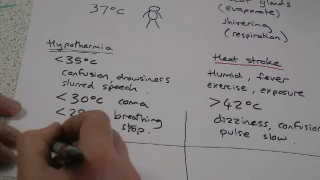 37°C
glands
(evaporate)
shivering
(respiration)
Hypothermia
<35°C
confusion, drowsiness
slurred speech.
<30°C coma
<28 breathing
stop.
Heat stroke
Humid, fever
exercise, exposure
>42°C
dizziness, confusion
pulse slow.